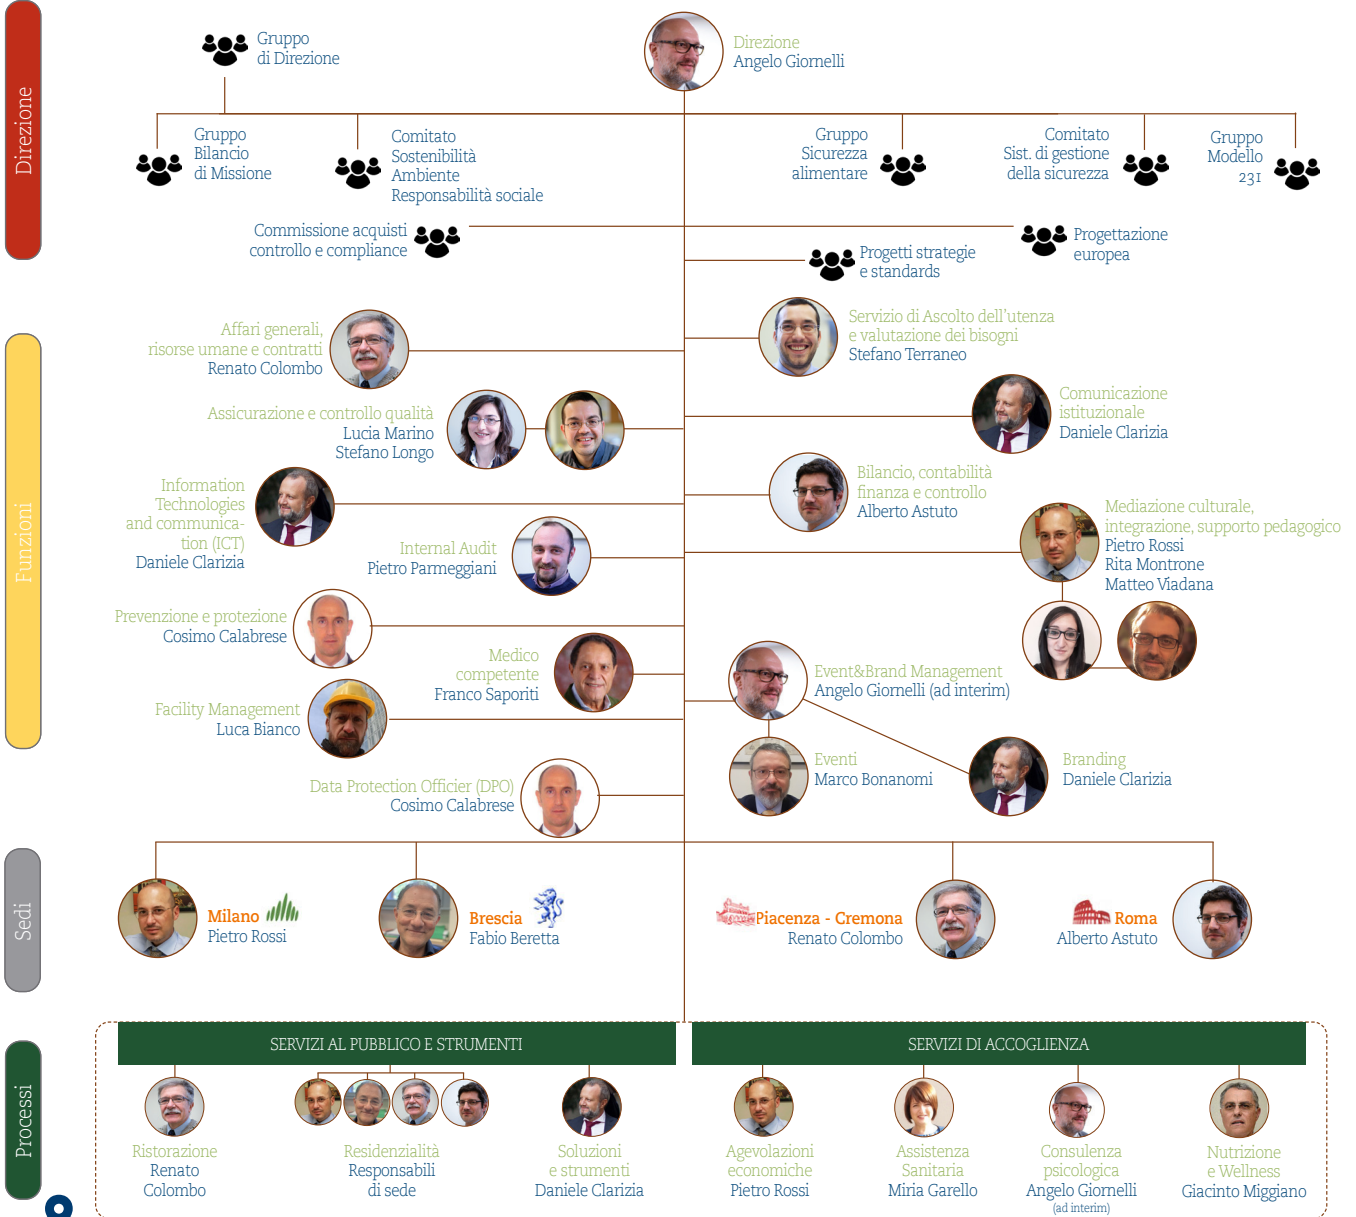 Direzione
Gruppo
di Direzione
Direzione
Angelo Giornelli
Gruppo
Bilancio
di Missione
Comitato
Sostenibilità
Ambiente
Responsabilità sociale
Gruppo
Sicurezza
alimentare
Comitato
Sist. di gestione
della sicurezza
Gruppo
Modello
231
Commissione acquisti
controllo e compliance
Progettazione
europea
Progetti strategie
e standards
Funzioni
Affari generali,
risorse umane e contratti
Renato Colombo
Servizio di Ascolto dell'utenza
e valutazione dei bisogni
Stefano Terraneo
Assicurazione e controllo qualità
Lucia Marino
Stefano Longo
Comunicazione
istituzionale
Daniele Clarizia
Information
Technologies
and communica-
tion (ICT)
Daniele Clarizia
Bilancio, contabilità
finanza e controllo
Alberto Astuto
Internal Audit
Pietro Parmeggiani
Mediazione culturale,
integrazione, supporto pedagogico
Pietro Rossi
Rita Montrone
Matteo Viadana
Prevenzione e protezione
Cosimo Calabrese
Medico
competente
Franco Saporiti
Event&Brand Management
Angelo Giornelli (ad interim)
Facility Management
Luca Bianco
Eventi
Marco Bonanomi
Branding
Daniele Clarizia
Data Protection Officier (DPO)
Cosimo Calabrese
Sedi
Milano
Pietro Rossi
Brescia
Fabio Beretta
Piacenza - Cremona
Renato Colombo
Roma
Alberto Astuto
Processi
SERVIZI AL PUBBLICO E STRUMENTI
SERVIZI DI ACCOGLIENZA
Ristorazione
Renato
Colombo
Residenzialità
Responsabili
di sede
Soluzioni
e strumenti
Daniele Clarizia
Agevolazioni
economiche
Pietro Rossi
Assistenza
Sanitaria
Miria Garello
Consulenza
psicologica
Angelo Giornelli
(ad interim)
Nutrizione
e Wellness
Giacinto Miggiano